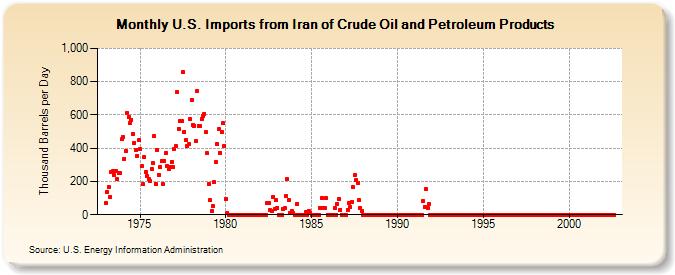 Monthly U.S. Imports from Iran of Crude Oil and Petroleum Products
Thousand Barrels per Day
1,000
800
600
400
200
0
1975 1980 1985 1990 1995 2000
Source: U.S. Energy Information Administration